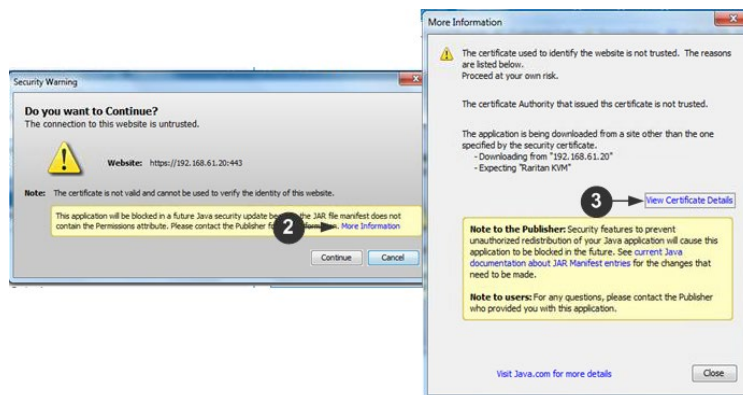 Security Warning
Do you want to Continue?
The connection to this website is untrusted.
Website: https://192.168.61.20:443
Note: The certificate is not valid and cannot be used to verify the identity of this website.
This application will be blocked in a future Java security update the JAR file manifest does not
contain the Permissions attribute. Please contact the Publisher More Information
2
Continue
Cancel
More Information
The certificate used to identify the website is not trusted. The reasons
are listed below.
Proceed at your own risk.
The certificate Authority that issued ths certificate is not trusted.
The application is being downloaded from a site other than the one
specified by the security certificate.
- Downloading from "192.168.61.20"
- Expecting "Raritan KVM"
3
View Certificate Details
Note to the Publisher: Security features to prevent
unauthorized redistribution of your Java application will cause this
application to be blocked in the future. See current Java
documentation about JAR Manifest entries for the changes that
need to be made.
Note to users: For any questions, please contact the Publisher
who provided you with this application.
Visit Java.com for more details
Close